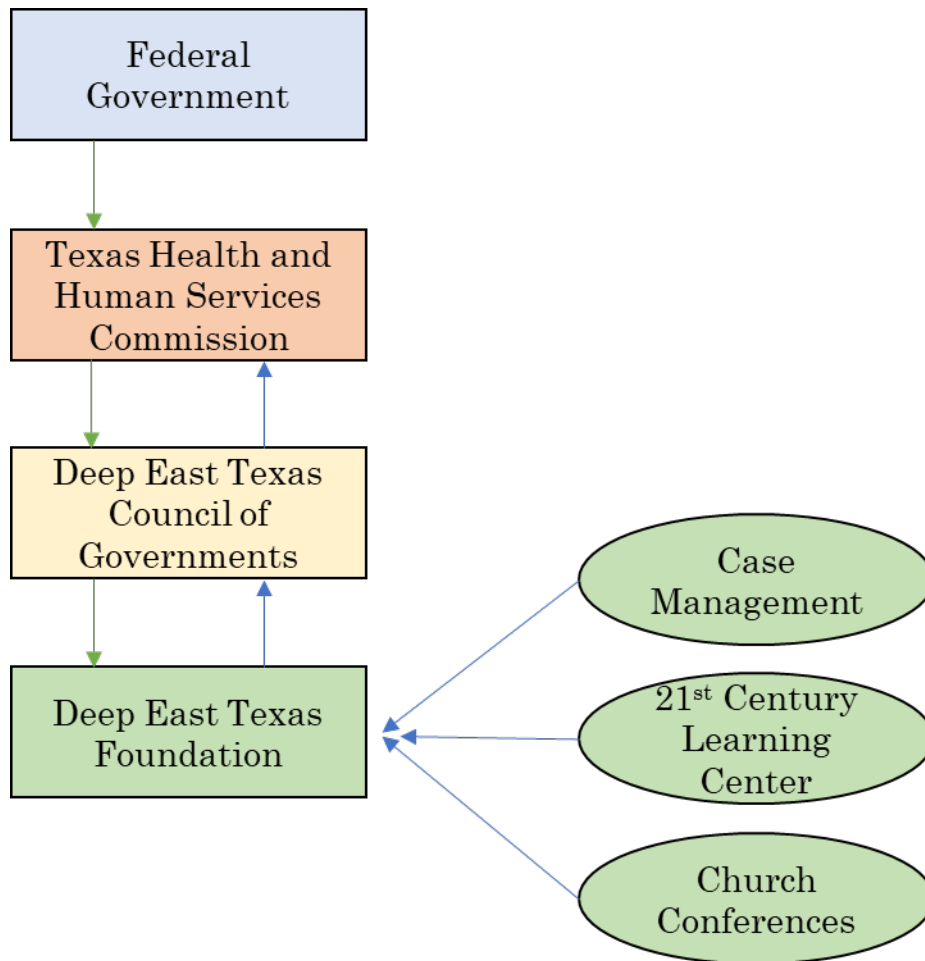 Federal
Government
Texas Health and
Human Services
Commission
Deep East Texas
Council of
Governments
Deep East Texas
Foundation
Case
Management
21st Century
Learning
Center
Church
Conferences